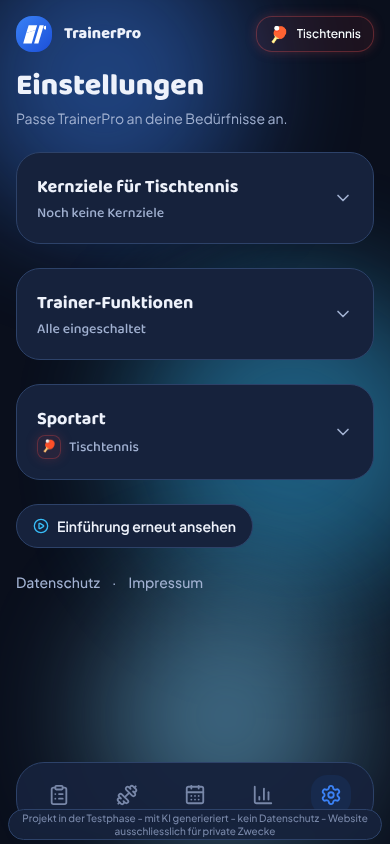 TrainerPro
Tischtennis
Einstellungen
Passe TrainerPro an deine Bedürfnisse an.
Kernziele für Tischtennis
Noch keine Kernziele
Trainer-Funktionen
Alle eingeschaltet
Sportart
Tischtennis
Einführung erneut ansehen
Datenschutz · Impressum
Projekt in der Testphase – mit KI generieriert – kein Datenschutz – Website
ausschliesslich für private Zwecke